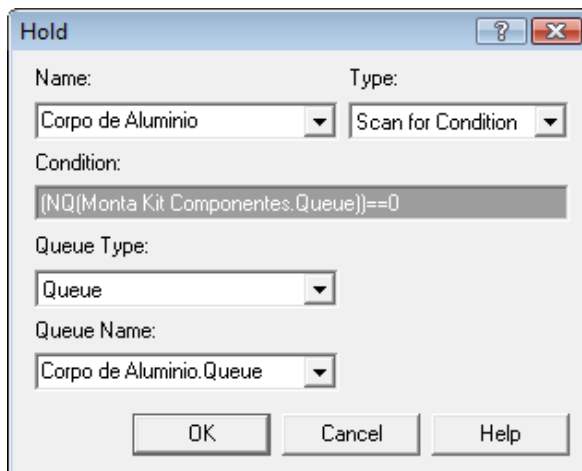 Hold
Name: Type:
Corpo de Aluminio Scan for Condition
Condition:
(NQ(Monta Kit Componentes.Queue))==0
Queue Type:
Queue
Queue Name:
Corpo de Aluminio.Queue
OK Cancel Help